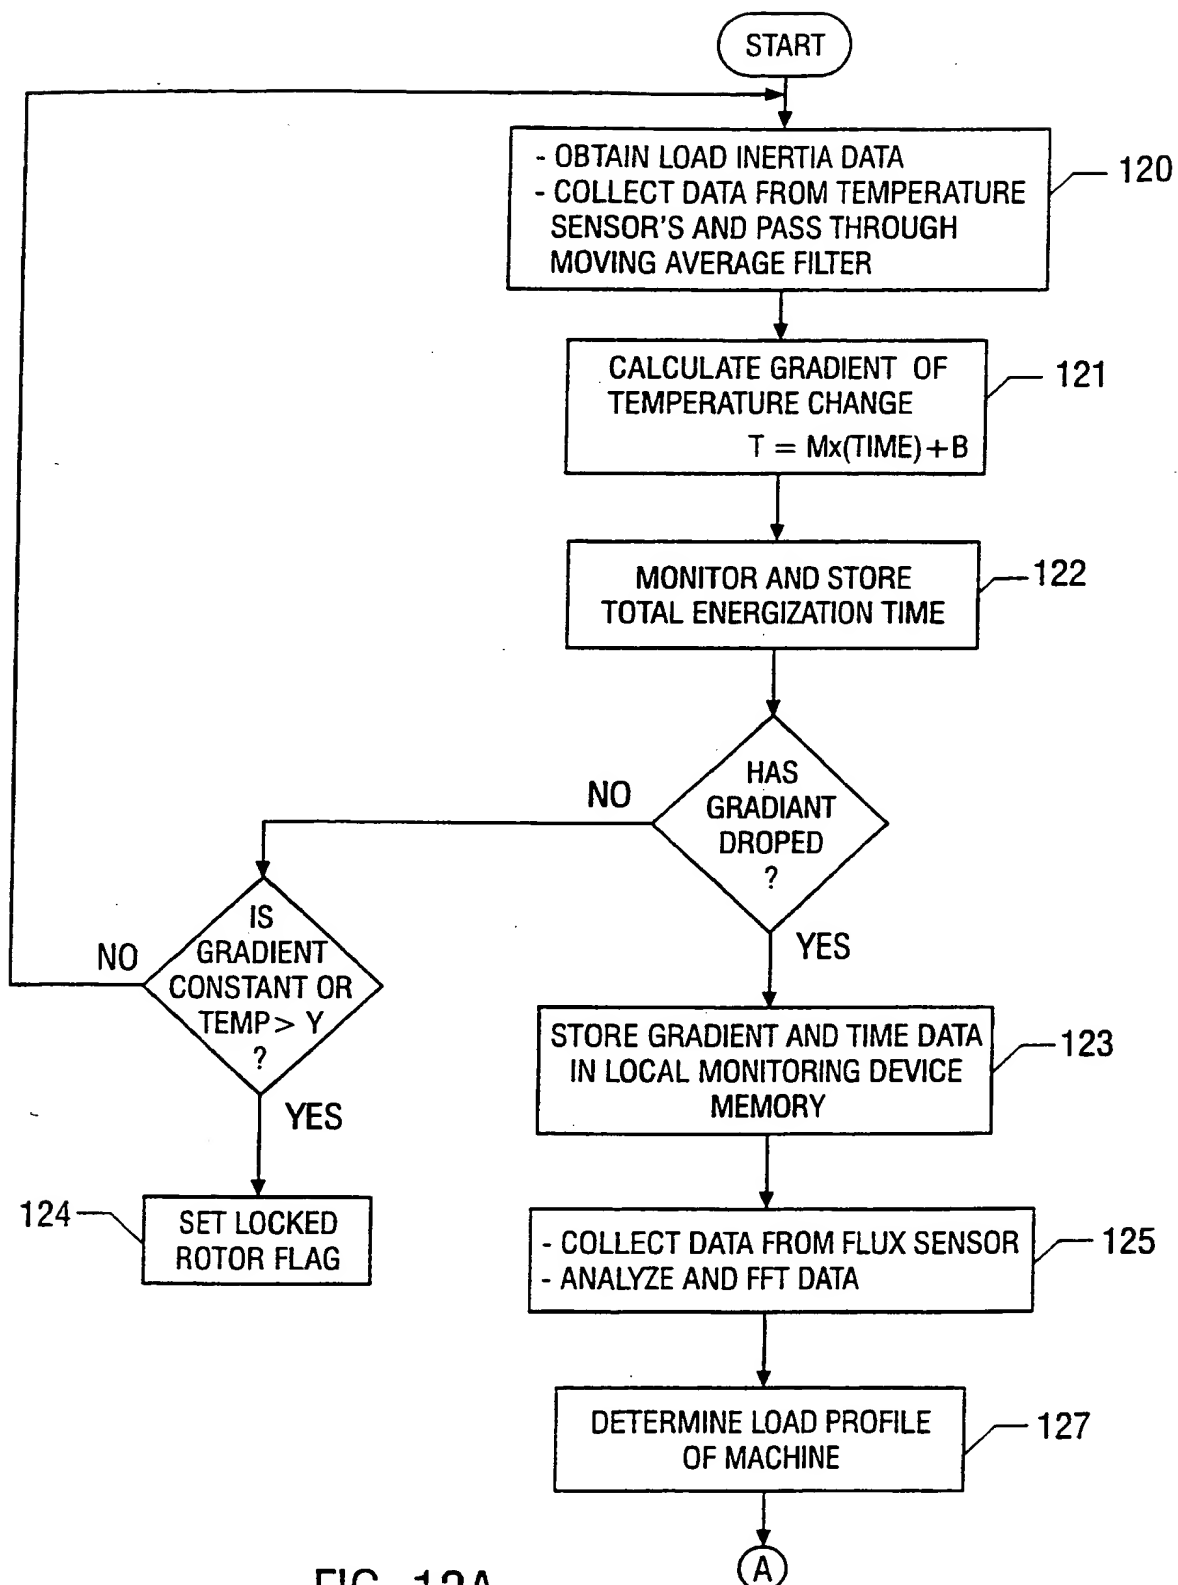 START
- OBTAIN LOAD INERTIA DATA
- COLLECT DATA FROM TEMPERATURE
SENSOR'S AND PASS THROUGH
MOVING AVERAGE FILTER
120
CALCULATE GRADIENT OF
TEMPERATURE CHANGE
T = Mx(TIME)+B
121
MONITOR AND STORE
TOTAL ENERGIZATION TIME
122
HAS
GRADIANT
DROPED
?
NO
YES
IS
GRADIENT
CONSTANT OR
TEMP> Y
?
NO
YES
STORE GRADIENT AND TIME DATA
IN LOCAL MONITORING DEVICE
MEMORY
123
124
SET LOCKED
ROTOR FLAG
- COLLECT DATA FROM FLUX SENSOR
- ANALYZE AND FFT DATA
125
DETERMINE LOAD PROFILE
OF MACHINE
127
A
FIG. 12A